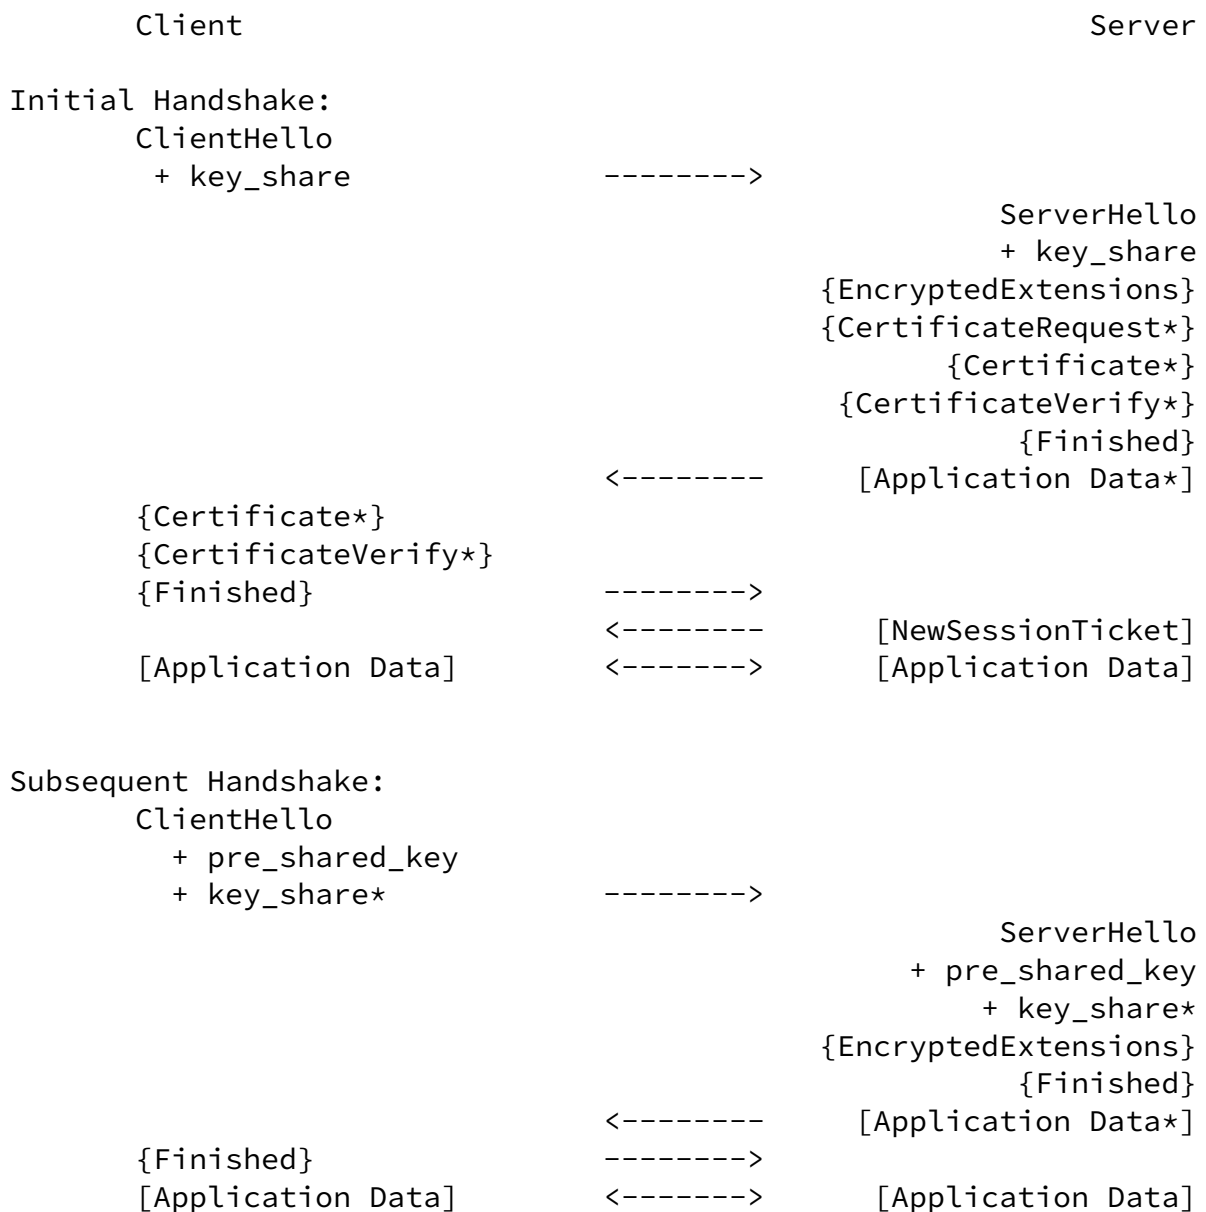 Client Server
Initial Handshake:
ClientHello
+ key_share -------->
ServerHello
+ key_share
{EncryptedExtensions}
{CertificateRequest*}
{Certificate*}
{CertificateVerify*}
{Finished}
<-------- [Application Data*]
{Certificate*}
{CertificateVerify*}
{Finished} -------->
<-------- [NewSessionTicket]
[Application Data] <-------> [Application Data]
Subsequent Handshake:
ClientHello
+ pre_shared_key
+ key_share* -------->
ServerHello
+ pre_shared_key
+ key_share*
{EncryptedExtensions}
{Finished}
<-------- [Application Data*]
{Finished} -------->
[Application Data] <-------> [Application Data]